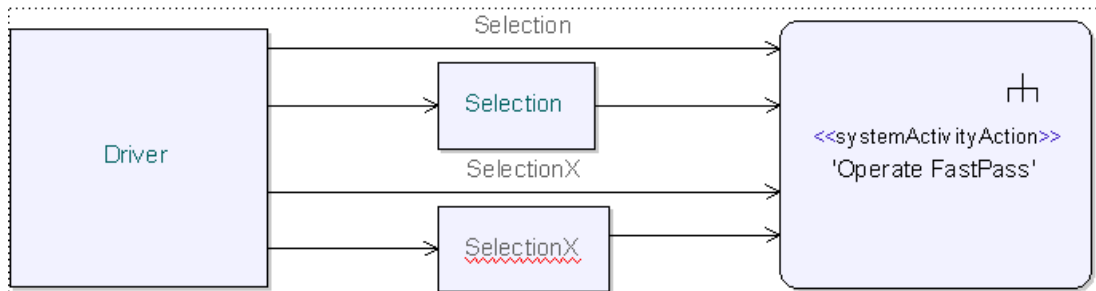 Selection
Selection
Driver
<<systemActivityAction>>
'Operate FastPass'
SelectionX
SelectionX